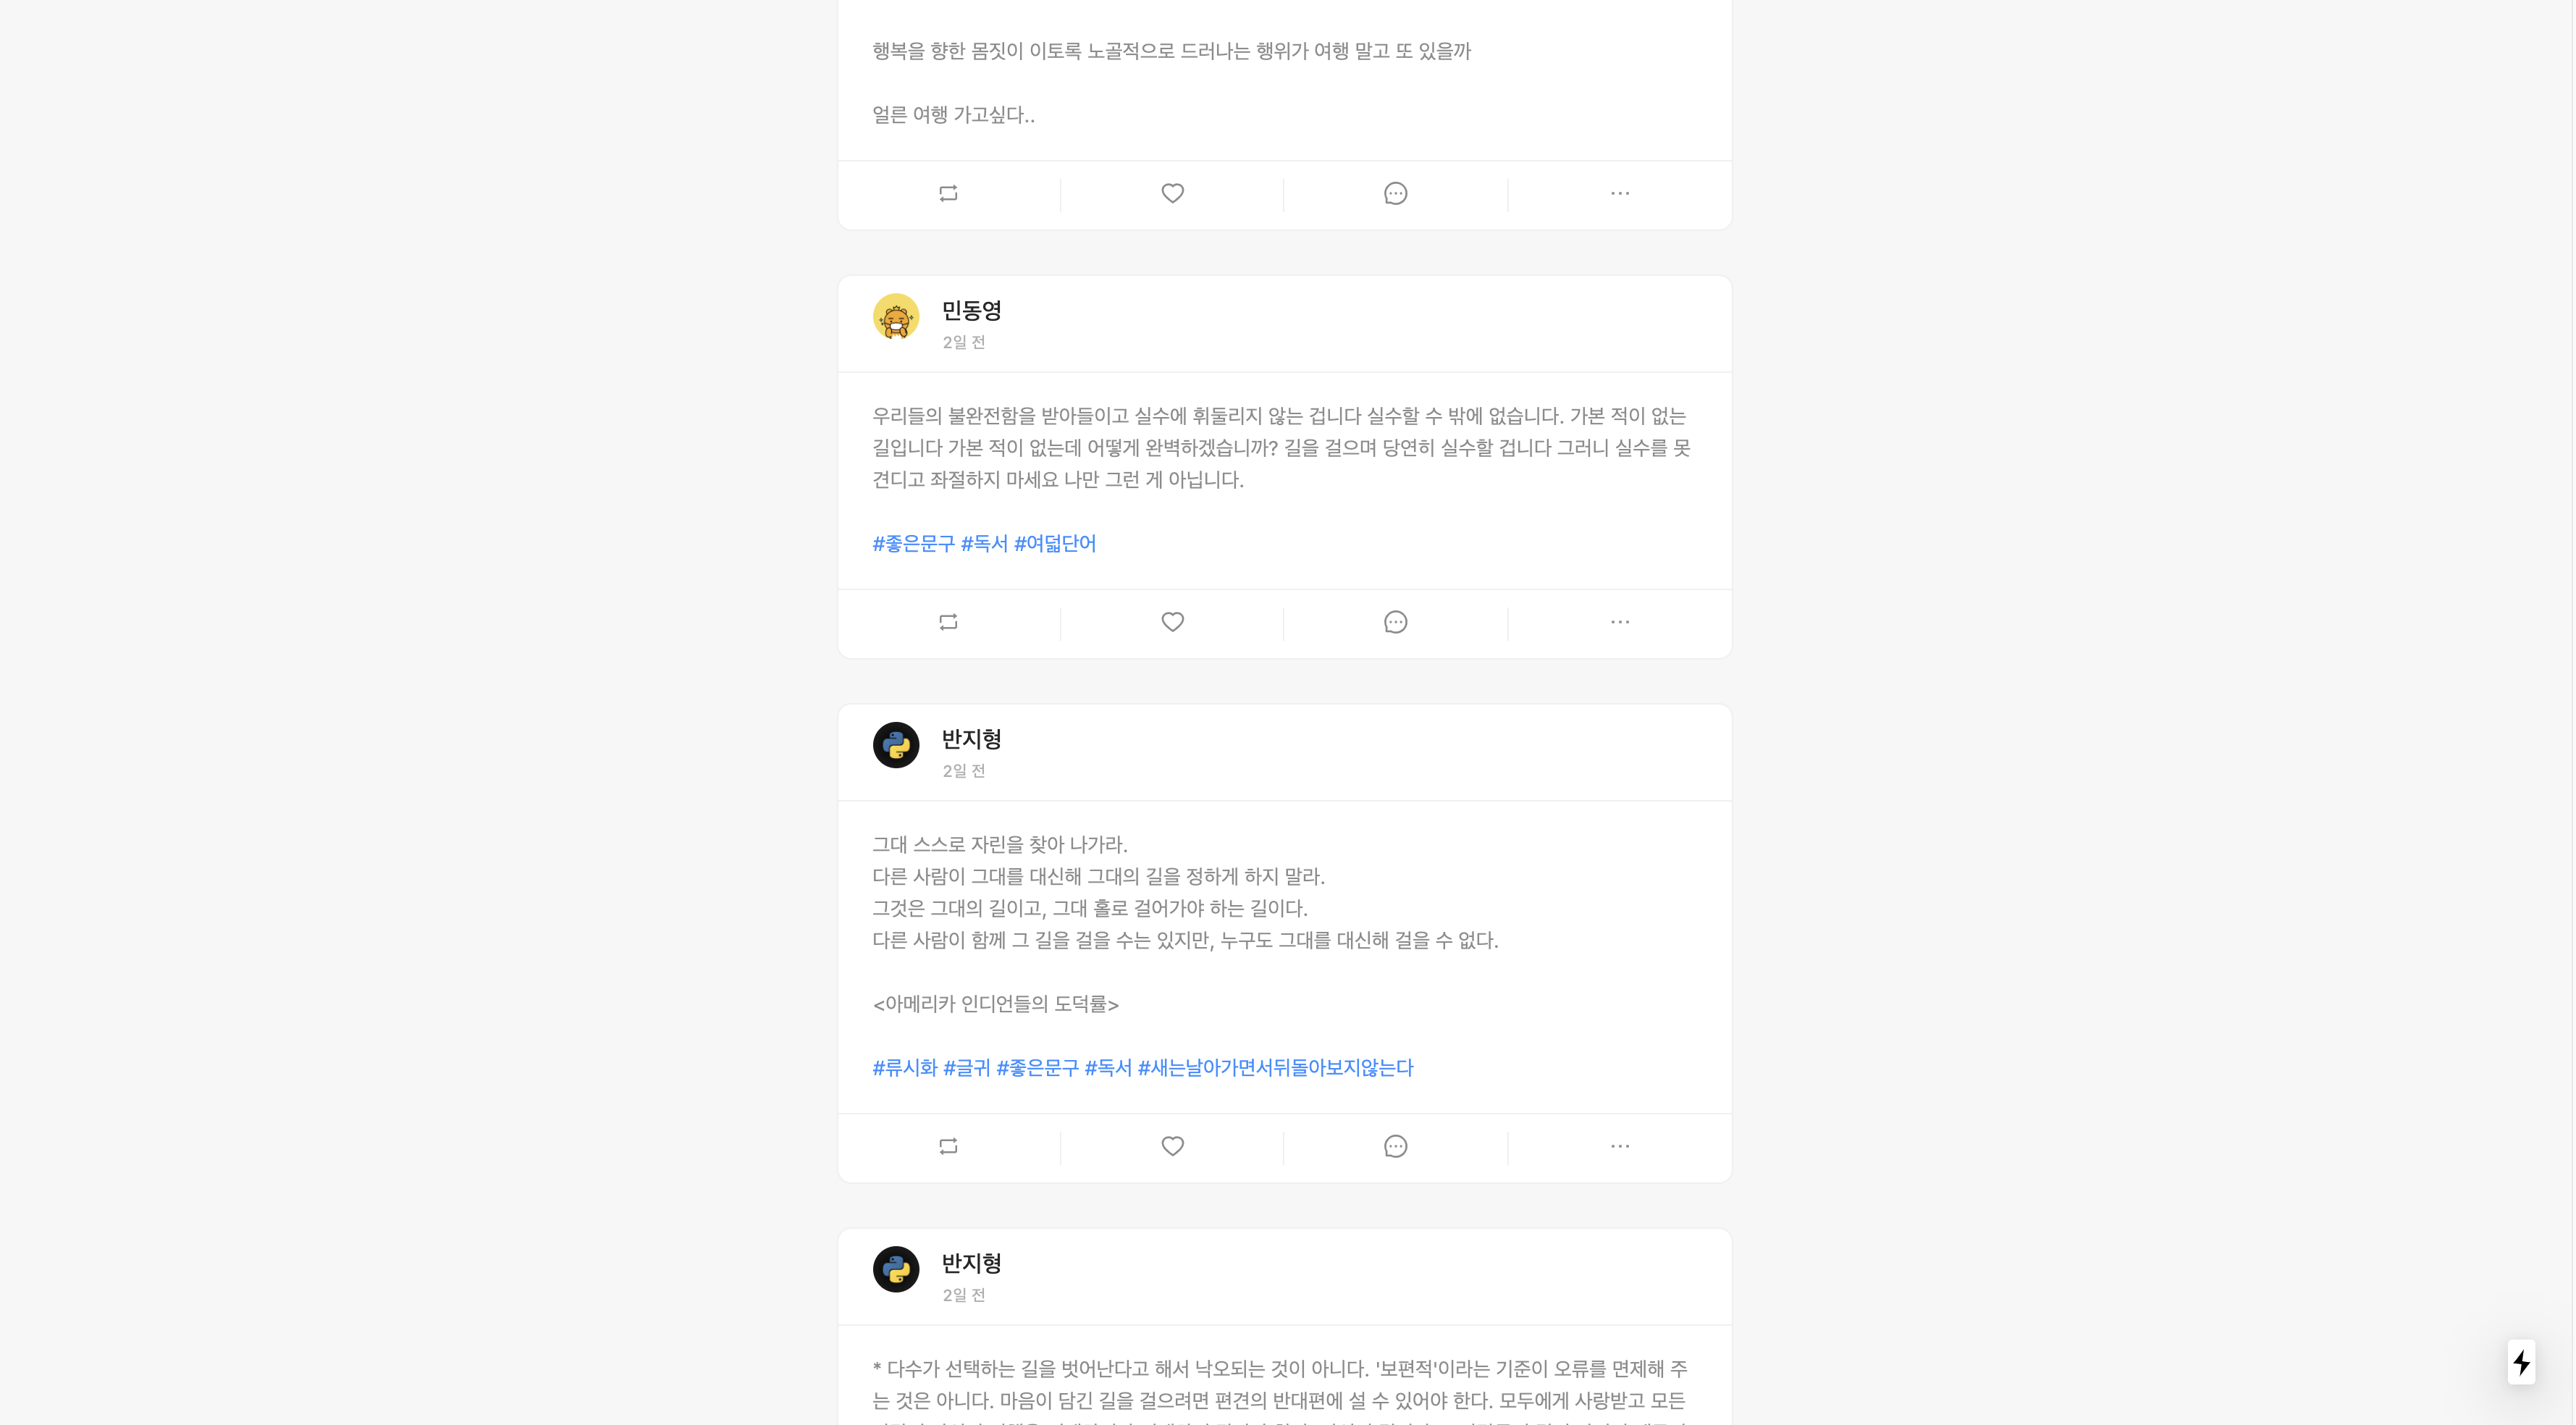 행복을 향한 몸짓이 이토록 노골적으로 드러나는 행위가 여행 말고 또 있을까
얼른 여행 가고싶다..
민동영
2일 전
우리들의 불완전함을 받아들이고 실수에 휘둘리지 않는 겁니다 실수할 수 밖에 없습니다. 가본 적이 없는
길입니다 가본 적이 없는데 어떻게 완벽하겠습니까? 길을 걸으며 당연히 실수할 겁니다 그러니 실수를 못
견디고 좌절하지 마세요 나만 그런 게 아닙니다.
#좋은문구 #독서 #여덟단어
반지형
2일 전
그대 스스로 자린을 찾아 나가라.
다른 사람이 그대를 대신해 그대의 길을 정하게 하지 말라.
그것은 그대의 길이고, 그대 홀로 걸어가야 하는 길이다.
다른 사람이 함께 그 길을 걸을 수는 있지만, 누구도 그대를 대신해 걸을 수 없다.
<아메리카 인디언들의 도덕률>
#류시화 #글귀 #좋은문구 #독서 #새는날아가면서뒤돌아보지않는다
반지형
2일 전
* 다수가 선택하는 길을 벗어난다고 해서 낙오되는 것이 아니다. '보편적'이라는 기준이 오류를 면제해 주
는 것은 아니다. 마음이 담긴 길을 걸으려면 편견의 반대편에 설 수 있어야 한다. 모두에게 사랑받고 모든